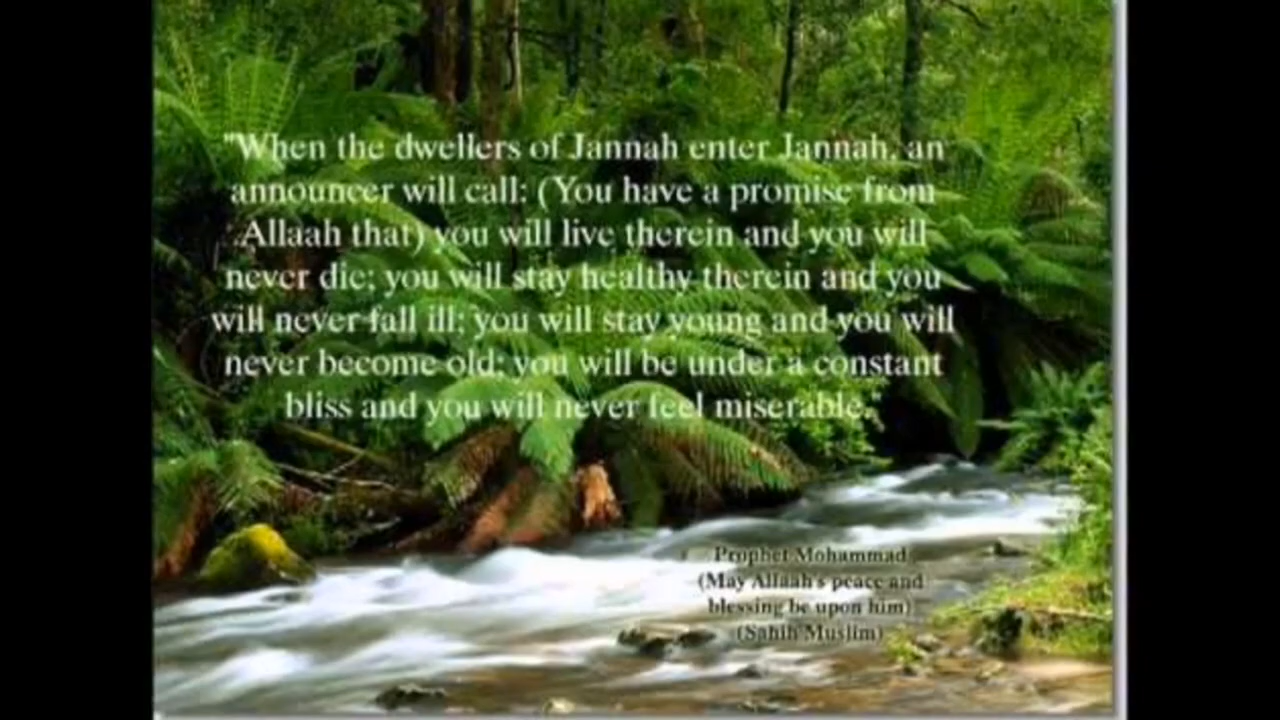 "When the dwellers of Jannah enter Jannah, an
announcer will call: (You have a promise from
Allaah that) you will live therein and you will
never die; you will stay healthy therein and you
will never fall ill; you will stay young and you will
never become old; you will be under a constant
bliss and you will never feel miserable."
Prophet Mohammad
(May Allaah's peace and
blessing be upon him)
(Sahih Muslim)